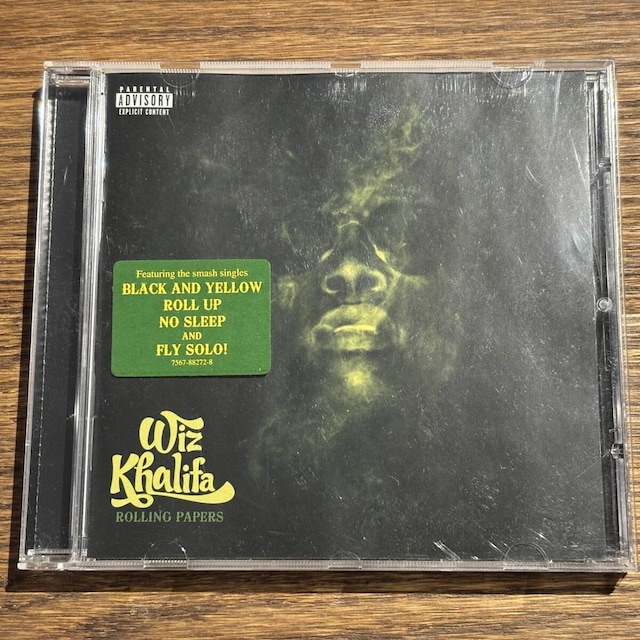 PARENTAL
ADVISORY
EXPLICIT CONTENT
Featuring the smash singles
BLACK AND YELLOW
ROLL UP
NO SLEEP
AND
FLY SOLO!
7567-88272-8
Wiz
Khalifa
ROLLING PAPERS